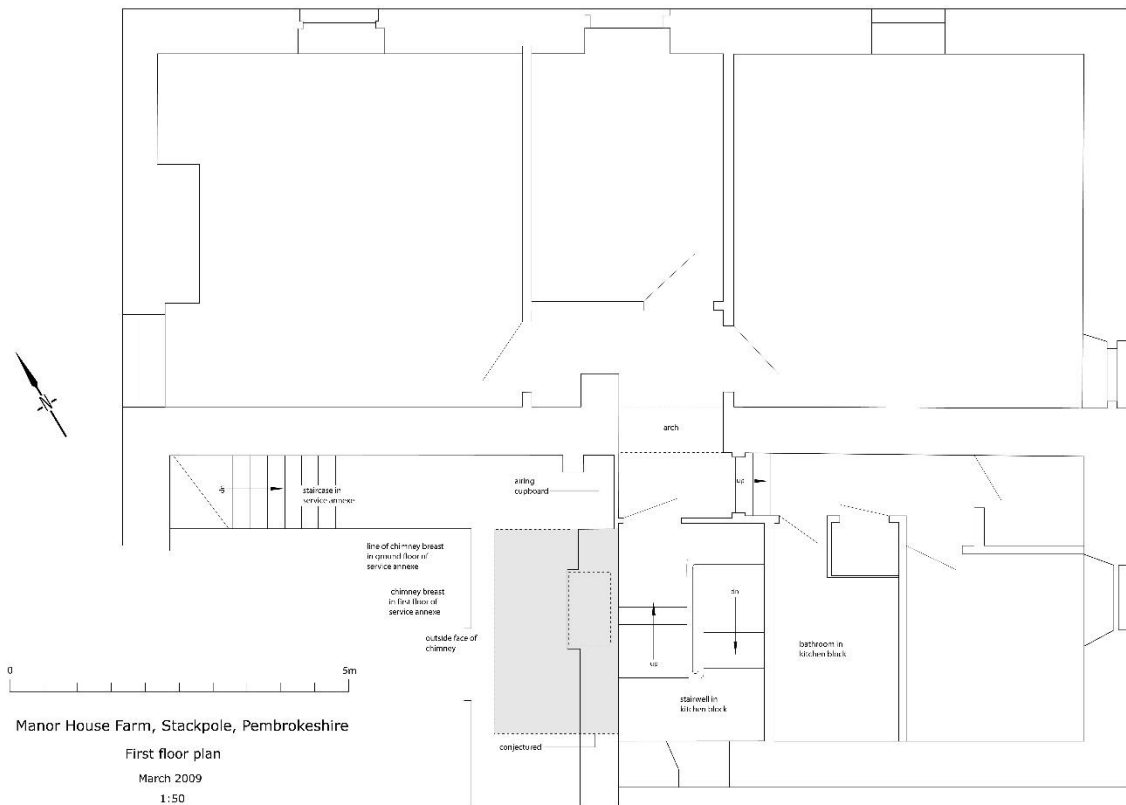 arch
dn
staircase in
service annexe
airing
cupboard
up
line of chimney breast
in ground floor of
service annexe
chimney breast
in first floor of
service annexe
outside face of
chimney
dn
up
bathroom in
kitchen block
stairwell in
kitchen block
conjectured
N
0
5m
Manor House Farm, Stackpole, Pembrokeshire
First floor plan
March 2009
1:50